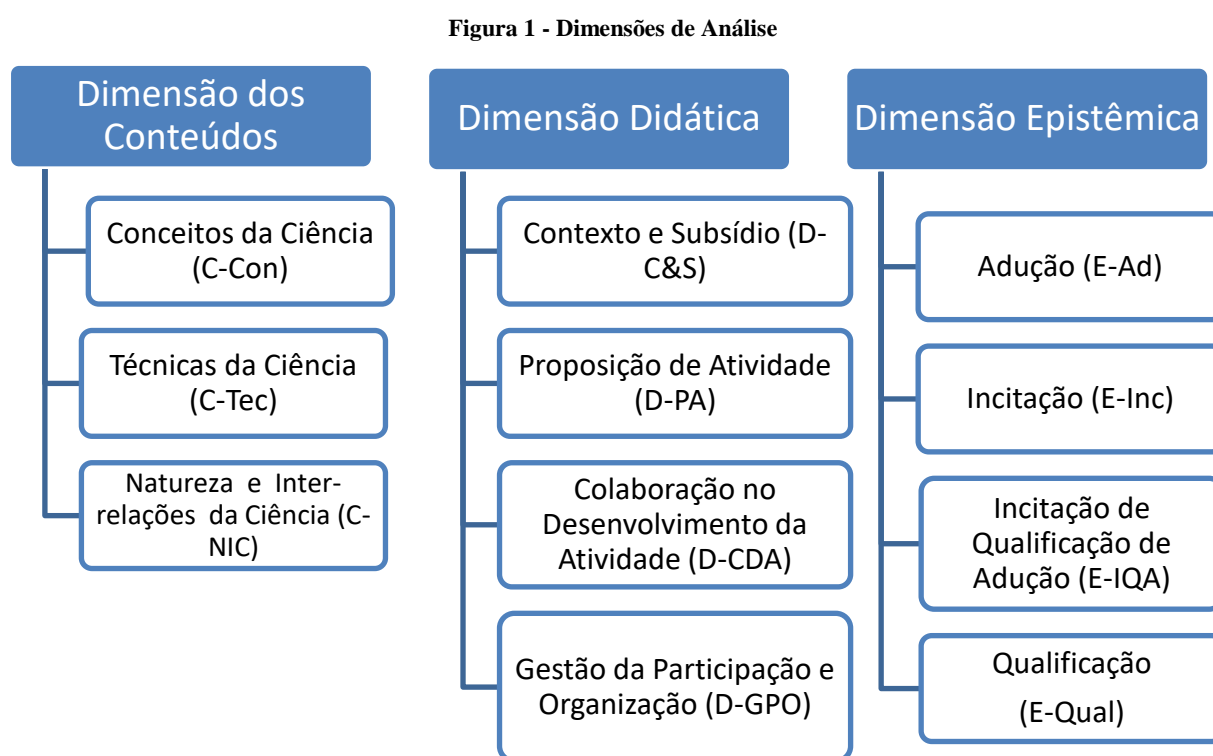 Figura 1 - Dimensões de Análise
Dimensão dos
Conteúdos
Conceitos da Ciência
(C-Con)
Técnicas da Ciência
(C-Tec)
Natureza e Inter-
relações da Ciência (C-
NIC)
Dimensão Didática
Contexto e Subsídio (D-
C&S)
Proposição de Atividade
(D-PA)
Colaboração no
Desenvolvimento da
Atividade (D-CDA)
Gestão da Participação e
Organização (D-GPO)
Dimensão Epistêmica
Adução (E-Ad)
Incitação (E-Inc)
Incitação de
Qualificação de
Adução (E-IQA)
Qualificação
(E-Qual)